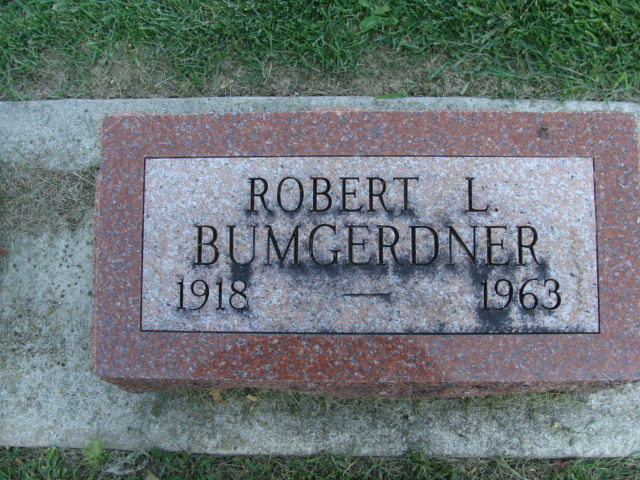 ROBERT L.
BUMGERDNER
1918 — 1963